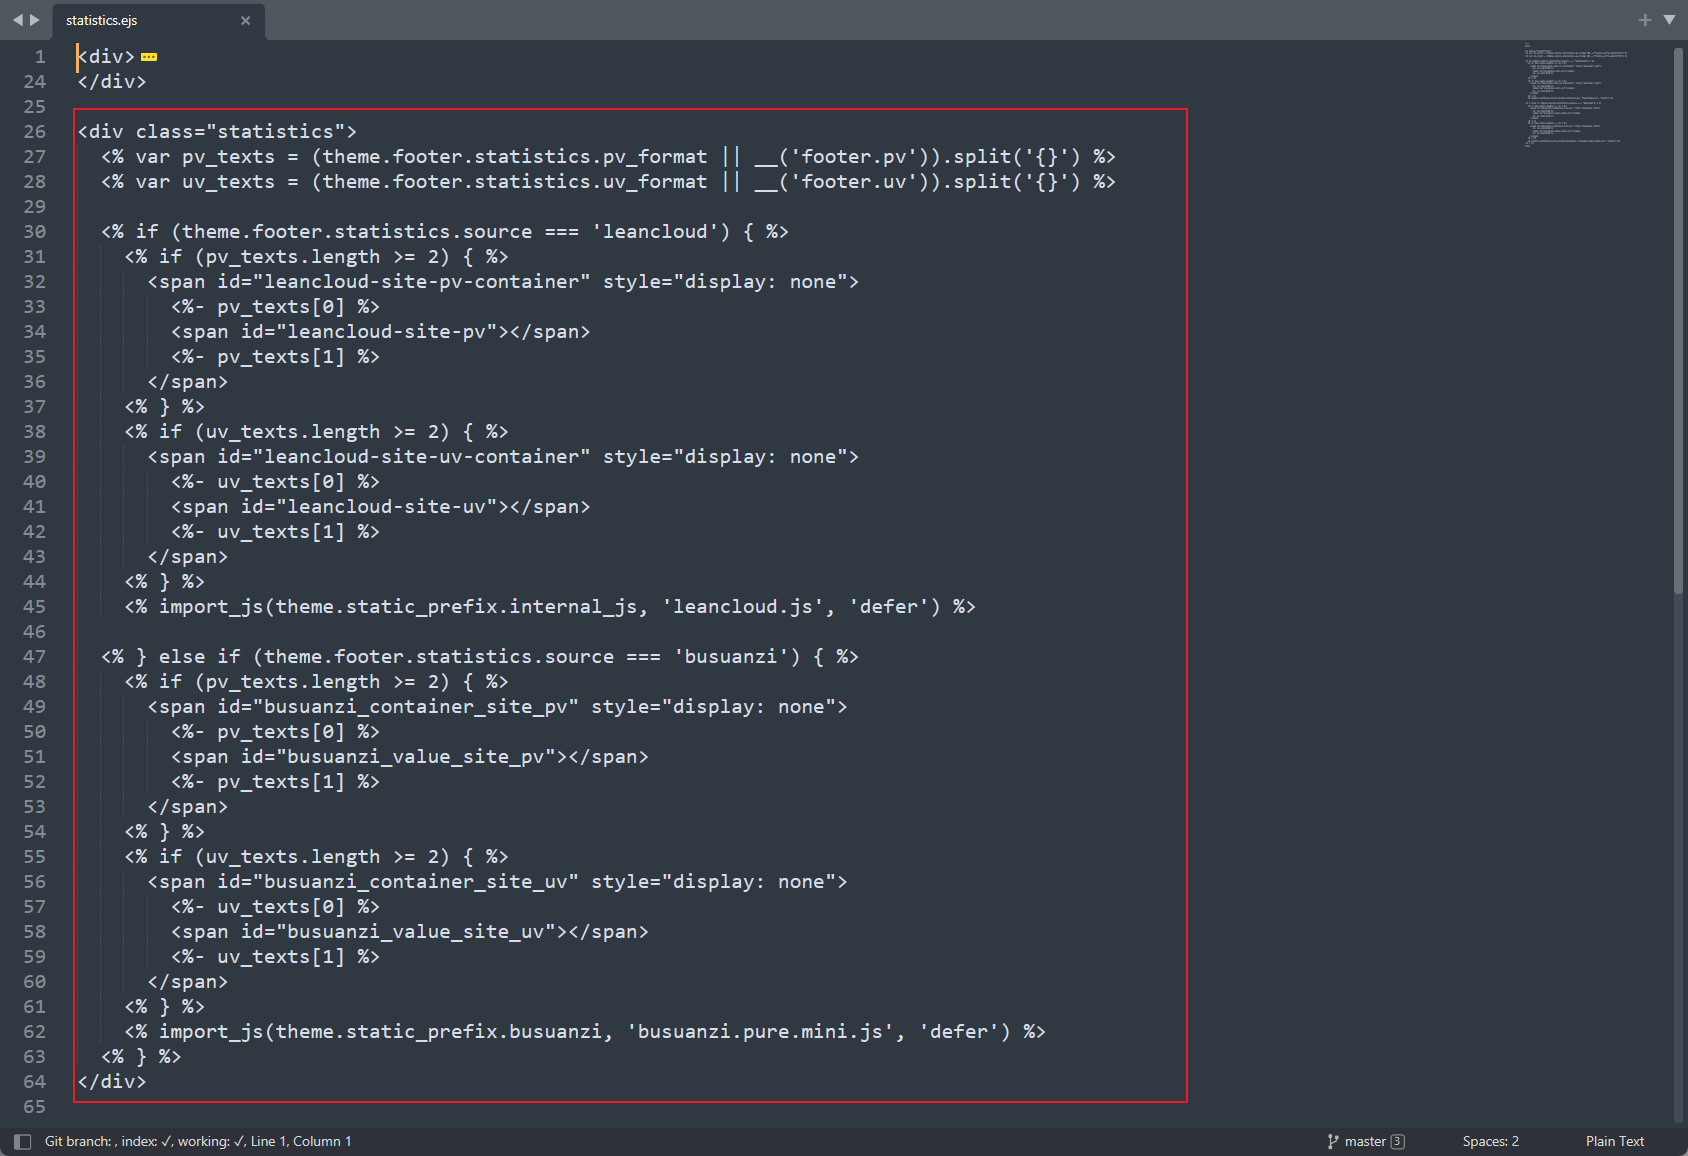 statistics.ejs
1 <div>
24 </div>
25
26 <div class="statistics">
27   <% var pv_texts = (theme.footer.statistics.pv_format || __('footer.pv')).split('{}') %>
28   <% var uv_texts = (theme.footer.statistics.uv_format || __('footer.uv')).split('{}') %>
29
30   <% if (theme.footer.statistics.source === 'leancloud') { %>
31     <% if (pv_texts.length >= 2) { %>
32       <span id="leancloud-site-pv-container" style="display: none">
33         <%- pv_texts[0] %>
34         <span id="leancloud-site-pv"></span>
35         <%- pv_texts[1] %>
36       </span>
37     <% } %>
38     <% if (uv_texts.length >= 2) { %>
39       <span id="leancloud-site-uv-container" style="display: none">
40         <%- uv_texts[0] %>
41         <span id="leancloud-site-uv"></span>
42         <%- uv_texts[1] %>
43       </span>
44     <% } %>
45     <% import_js(theme.static_prefix.internal_js, 'leancloud.js', 'defer') %>
46
47   <% } else if (theme.footer.statistics.source === 'busuanzi') { %>
48     <% if (pv_texts.length >= 2) { %>
49       <span id="busuanzi_container_site_pv" style="display: none">
50         <%- pv_texts[0] %>
51         <span id="busuanzi_value_site_pv"></span>
52         <%- pv_texts[1] %>
53       </span>
54     <% } %>
55     <% if (uv_texts.length >= 2) { %>
56       <span id="busuanzi_container_site_uv" style="display: none">
57         <%- uv_texts[0] %>
58         <span id="busuanzi_value_site_uv"></span>
59         <%- uv_texts[1] %>
60       </span>
61     <% } %>
62     <% import_js(theme.static_prefix.busuanzi, 'busuanzi.pure.mini.js', 'defer') %>
63   <% } %>
64 </div>
65
Git branch: , index: ✓, working: ✓, Line 1, Column 1 master 3 Spaces: 2 Plain Text